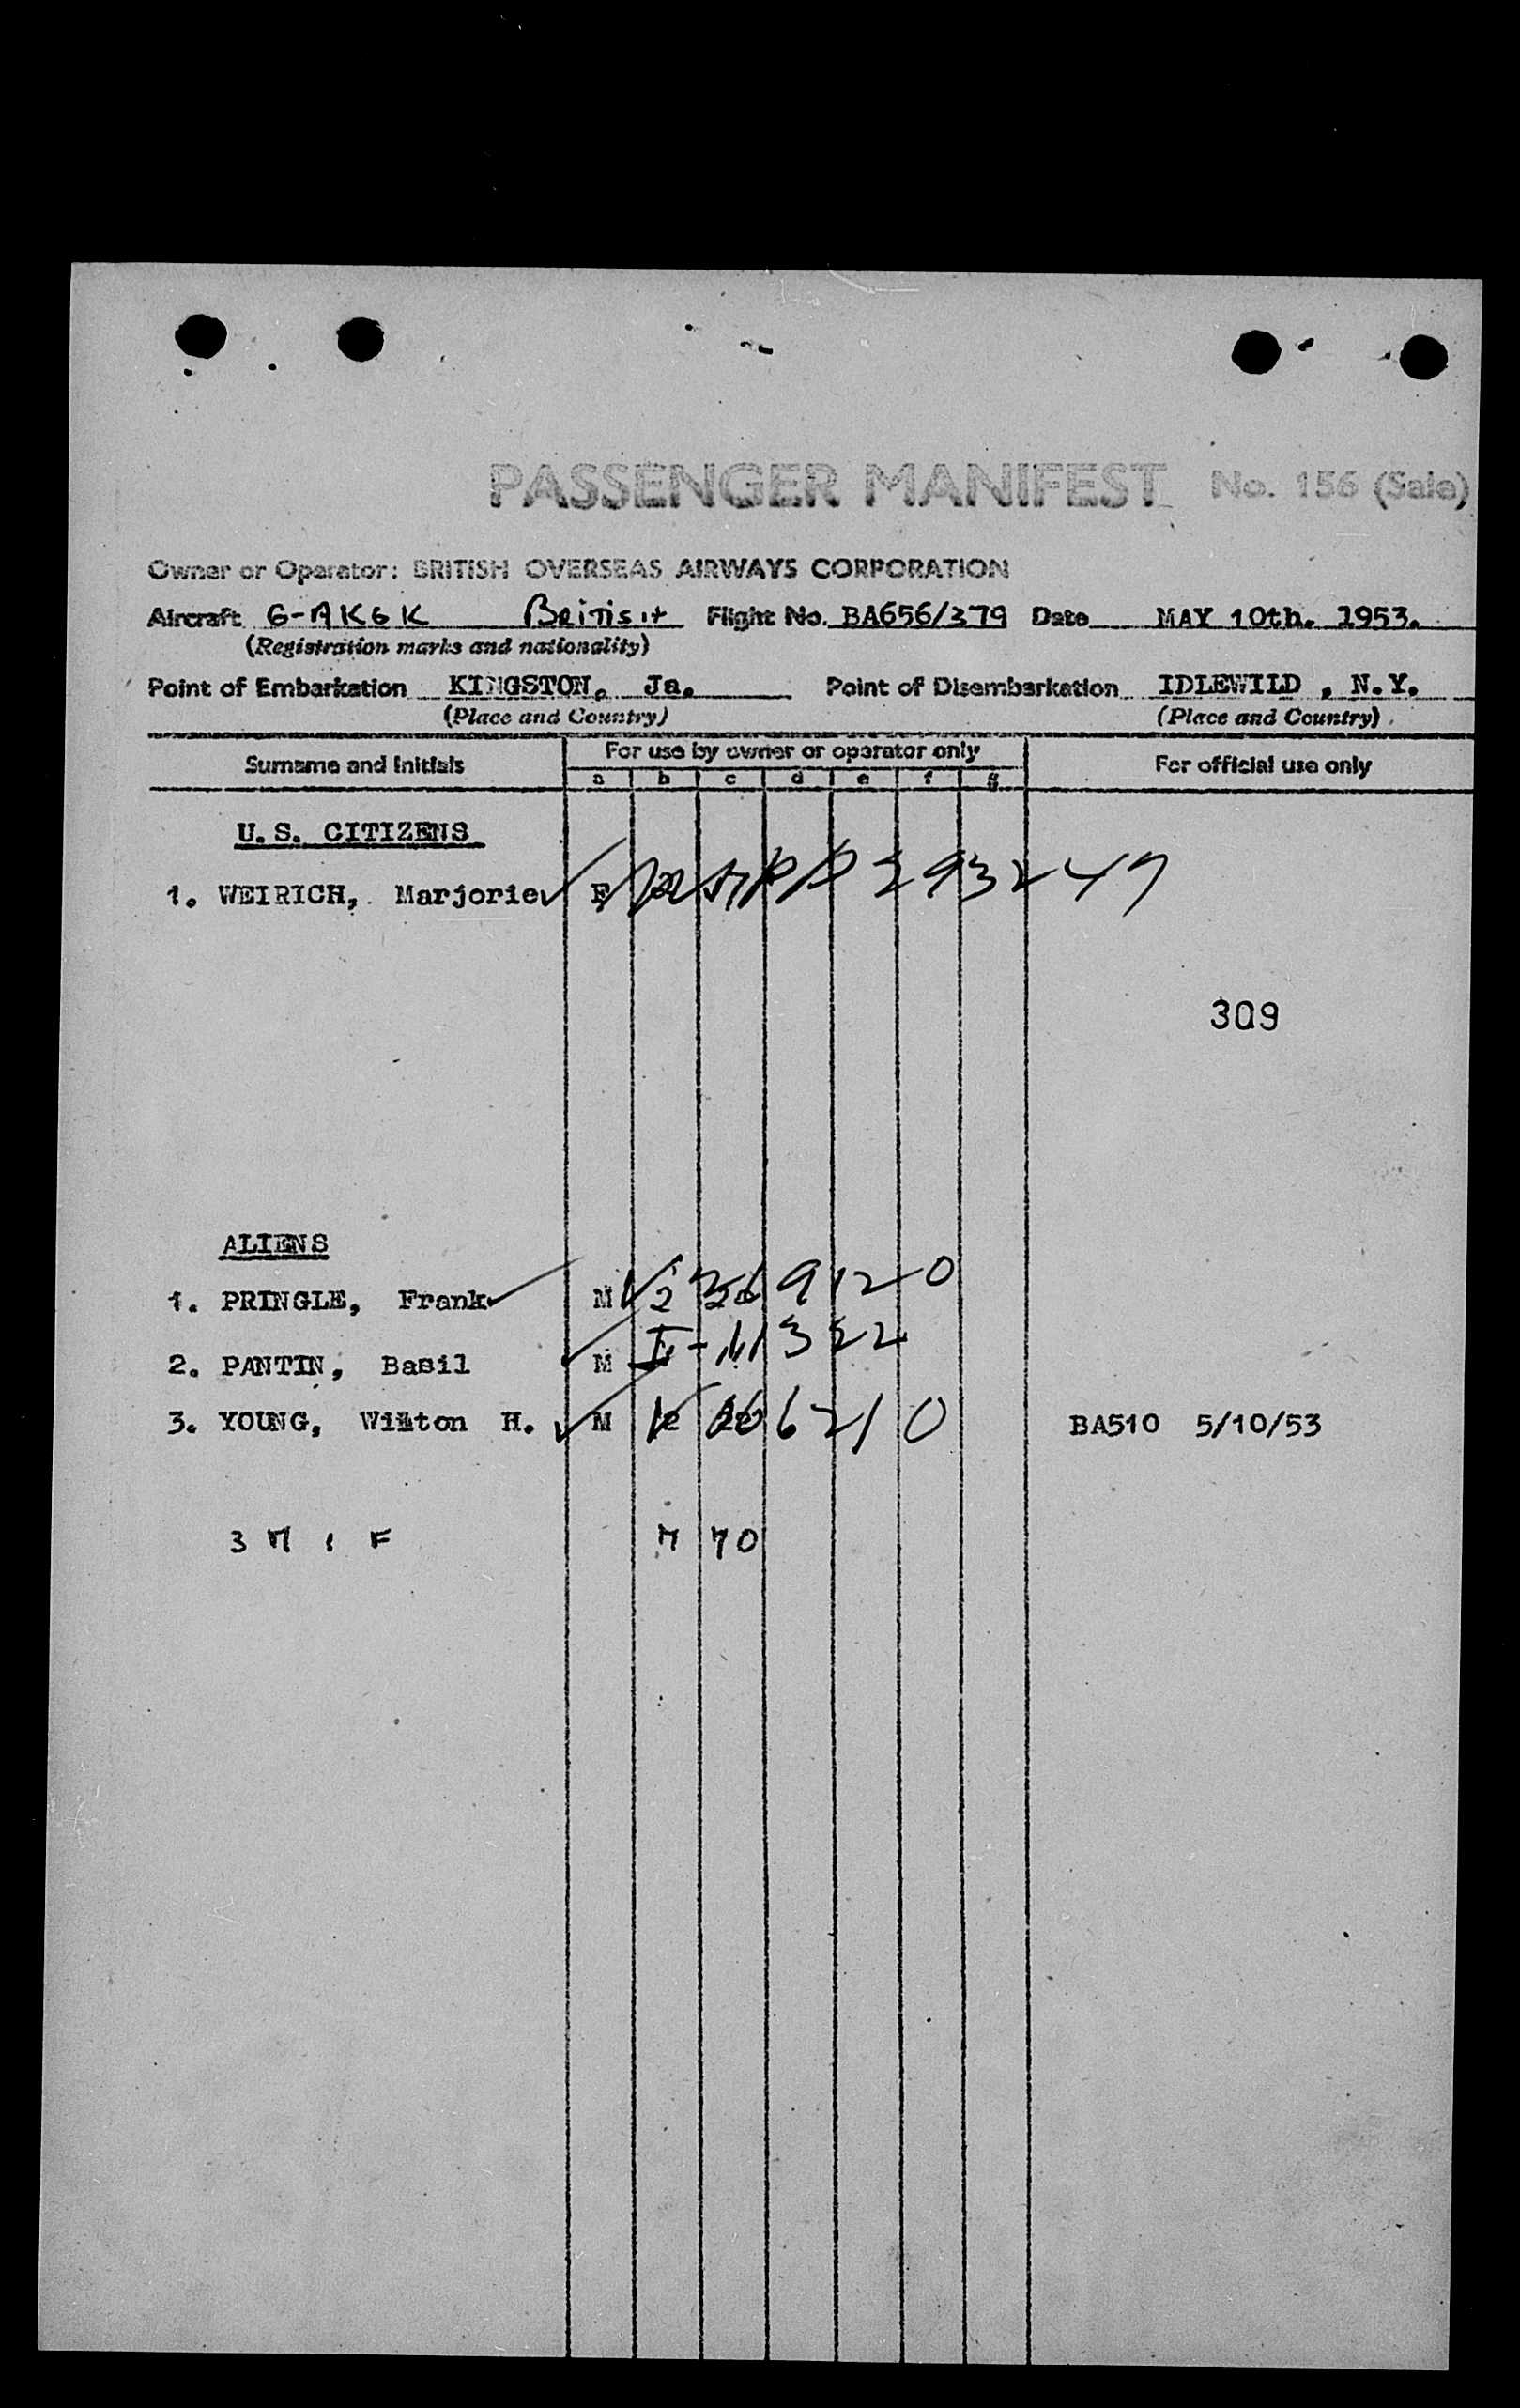 PASSENGER MANIFEST No. 156 (Sale)
Owner or Operator: BRITISH OVERSEAS AIRWAYS CORPORATION
Aircraft G-AKGK British Flight No. BA656/379 Date MAY 10th. 1953.
(Registration marks and nationality)
Point of Embarkation KINGSTON, Ja. Point of Disembarkation IDLEWILD , N.Y.
(Place and Country) (Place and Country)
Surname and Initials For use by owner or operator only For official use only
a b c d e f g
U.S. CITIZENS
1. WEIRICH, Marjorie F
309
ALIENS
1. PRINGLE, Frank M
2. PANTIN, Basil M
3. YOUNG, M BA510 5/10/53
3 M 1 F